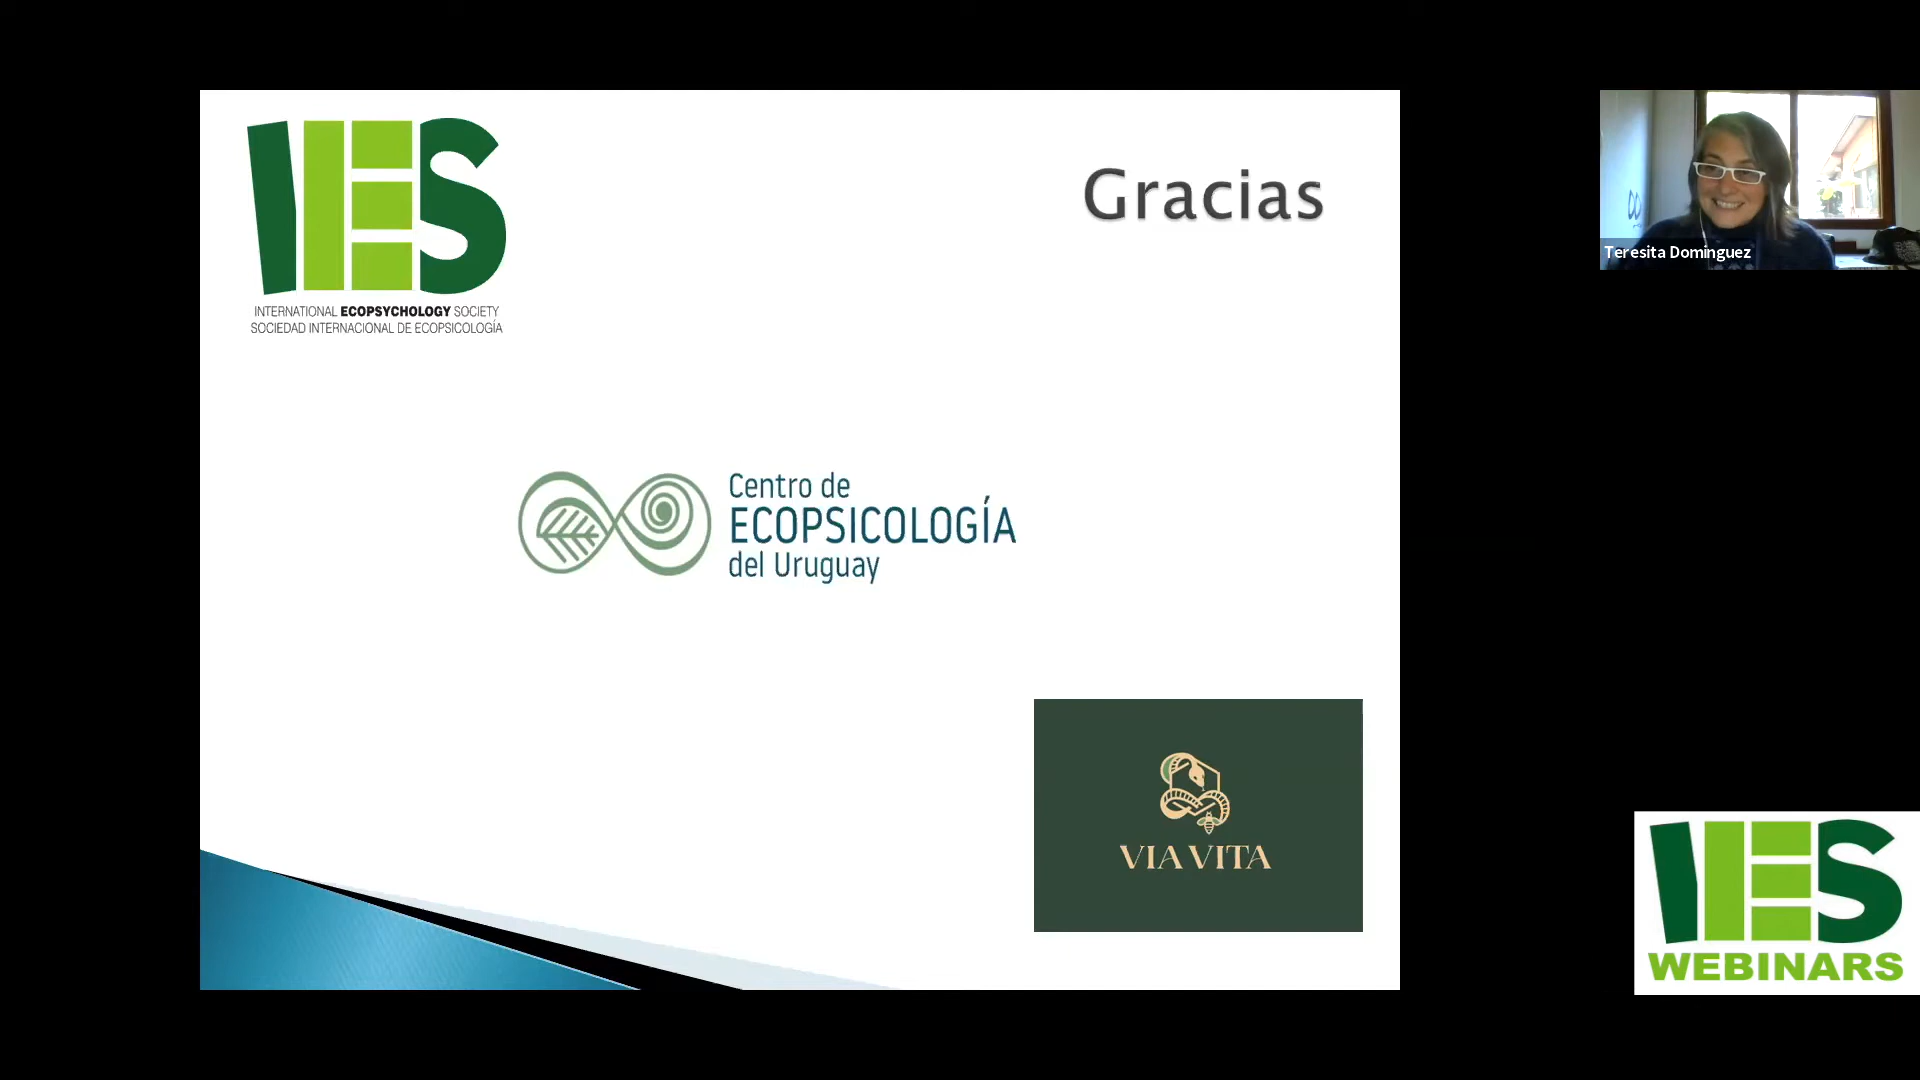 IES
INTERNATIONAL ECOPSYCHOLOGY SOCIETY
SOCIEDAD INTERNACIONAL DE ECOPSICOLOGÍA
Gracias
Teresita Dominguez
Centro de
ECOPSICOLOGÍA
del Uruguay
VIA VITA
IES
WEBINARS